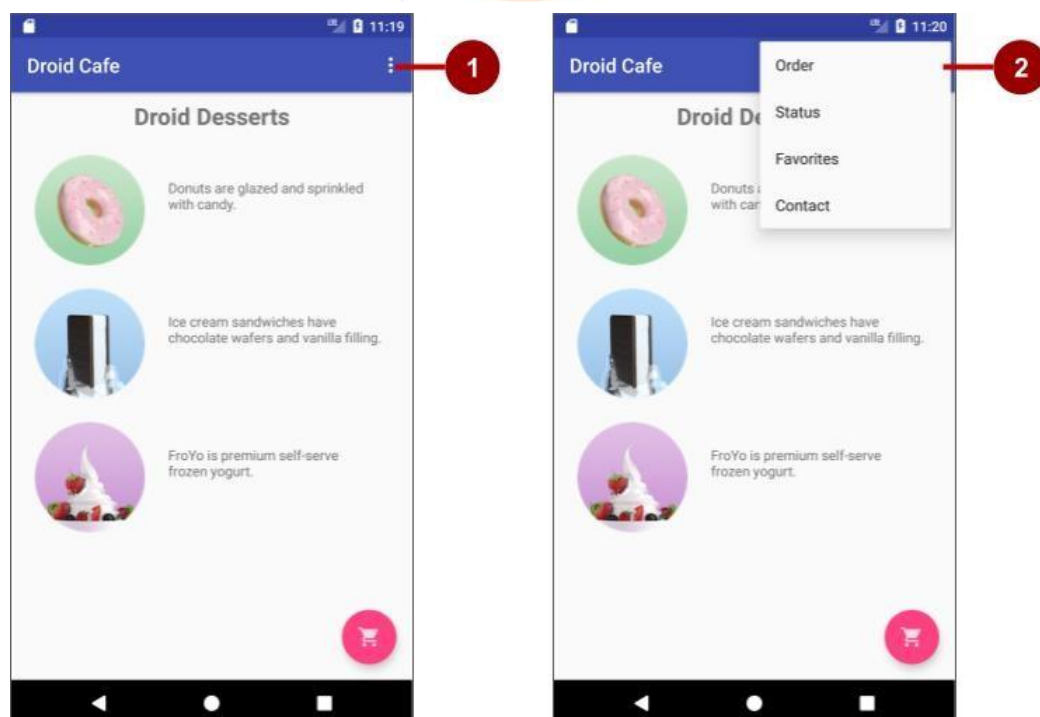 11:19
Droid Cafe
1
Droid Desserts
Donuts are glazed and sprinkled
with candy.
Ice cream sandwiches have
chocolate wafers and vanilla filling.
FroYo is premium self-serve
frozen yogurt.
11:20
Droid Cafe
Order
2
Droid De
Status
Favorites
Donuts
with car
Contact
Ice cream sandwiches have
chocolate wafers and vanilla filling.
FroYo is premium self-serve
frozen yogurt.